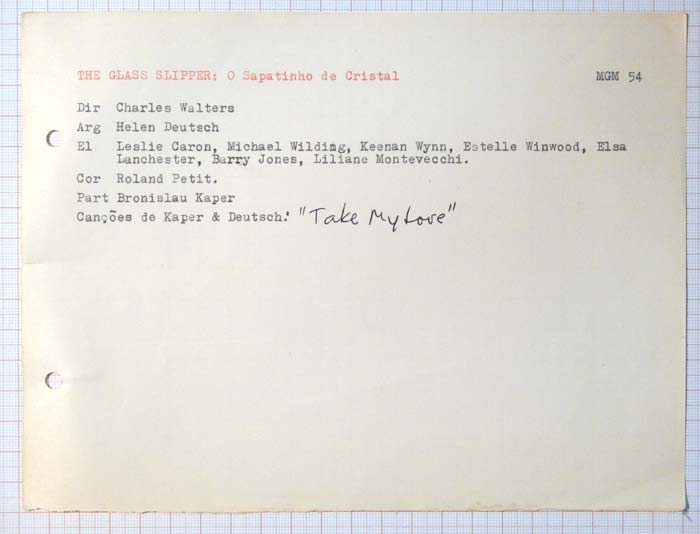 THE GLASS SLIPPER: O Sapatinho de Cristal MGM 54
Dir Charles Walters
Arg Helen Deutsch
El Leslie Caron, Michael Wilding, Keenan Wynn, Estelle Winwood, Elsa
Lanchester, Barry Jones, Liliane Montevecchi.
Cor Roland Petit.
Part Bronislau Kaper
Canções de Kaper & Deutsch: "Take My Love"